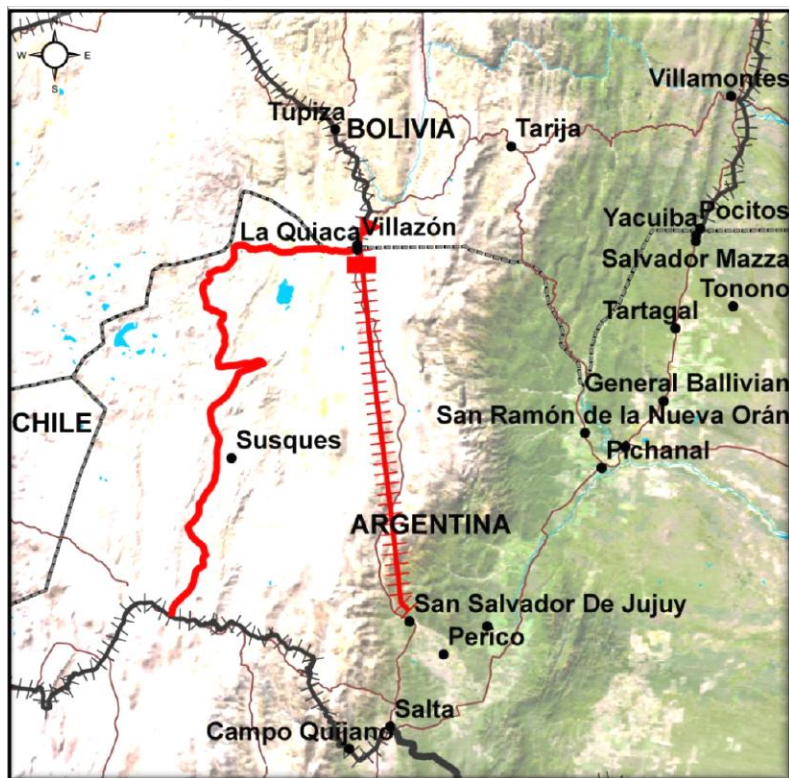 N
W E
S
Villamontes
Tupiza
BOLIVIA
Tarija
Pocitos
Yacuiba
La Quiaca
Villazón
Salvador Mazza
Tonono
Tartagal
General Ballivian
CHILE
San Ramón de la Nueva Orán
Susques
Pichanal
ARGENTINA
San Salvador De Jujuy
Perico
Salta
Campo Quijano